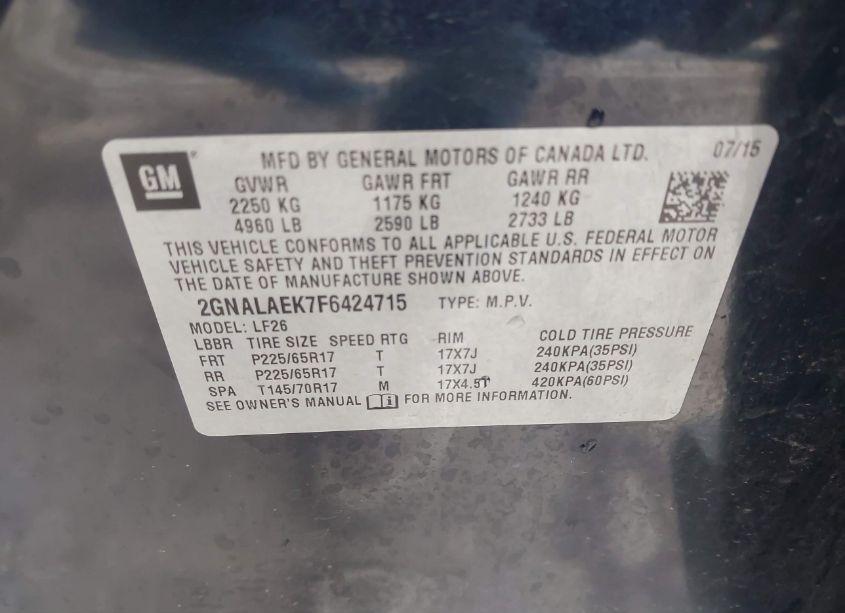 GM
MFD BY GENERAL MOTORS OF CANADA LTD. 07/15
GVWR GAWR FRT GAWR RR
2250 KG 1175 KG 1240 KG
4960 LB 2590 LB 2733 LB
THIS VEHICLE CONFORMS TO ALL APPLICABLE U.S. FEDERAL MOTOR
VEHICLE SAFETY AND THEFT PREVENTION STANDARDS IN EFFECT ON
THE DATE OF MANUFACTURE SHOWN ABOVE.
2GNALAEK7F6424715 TYPE: M.P.V.
MODEL: LF26
LBBR TIRE SIZE SPEED RTG RIM COLD TIRE PRESSURE
FRT P225/65R17 T 17X7J 240KPA(35PSI)
RR P225/65R17 T 17X7J 240KPA(35PSI)
SPA T145/70R17 M 17X4.5T 420KPA(60PSI)
SEE OWNER'S MANUAL i FOR MORE INFORMATION.